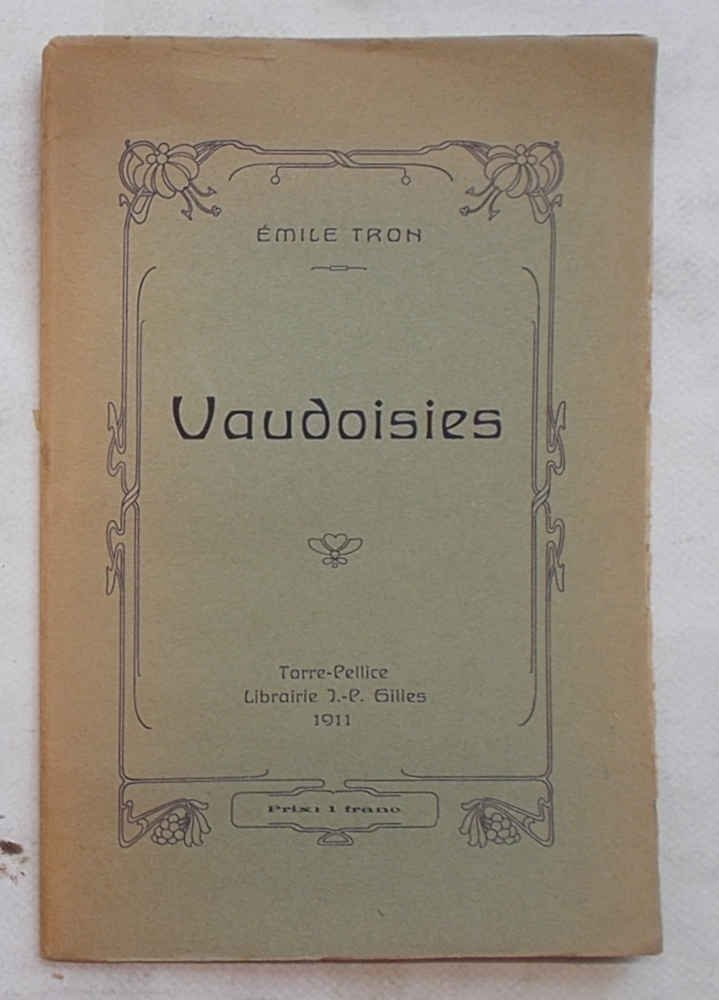 ÉMILE TRON
Vaudoisies
Torre-Pellice
Librairie J.-P. Gilles
1911
Prix: 1 franc.